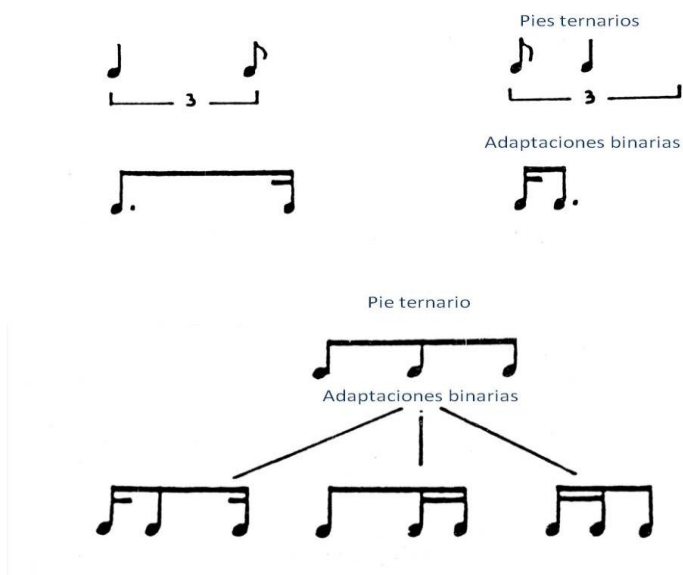 Pies ternarios
3
3
Adaptaciones binarias
Pie ternario
Adaptaciones binarias